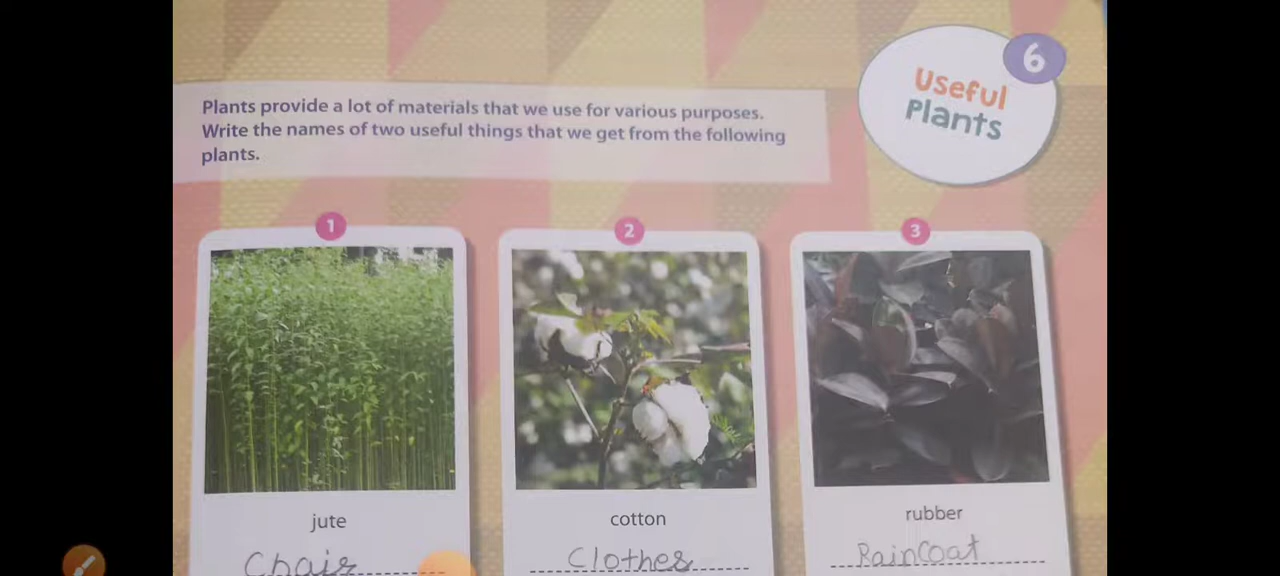 6
Useful
Plants
Plants provide a lot of materials that we use for various purposes.
Write the names of two useful things that we get from the following
plants.
1
2
3
jute
cotton
rubber
Chair
Clothes
RainCoat